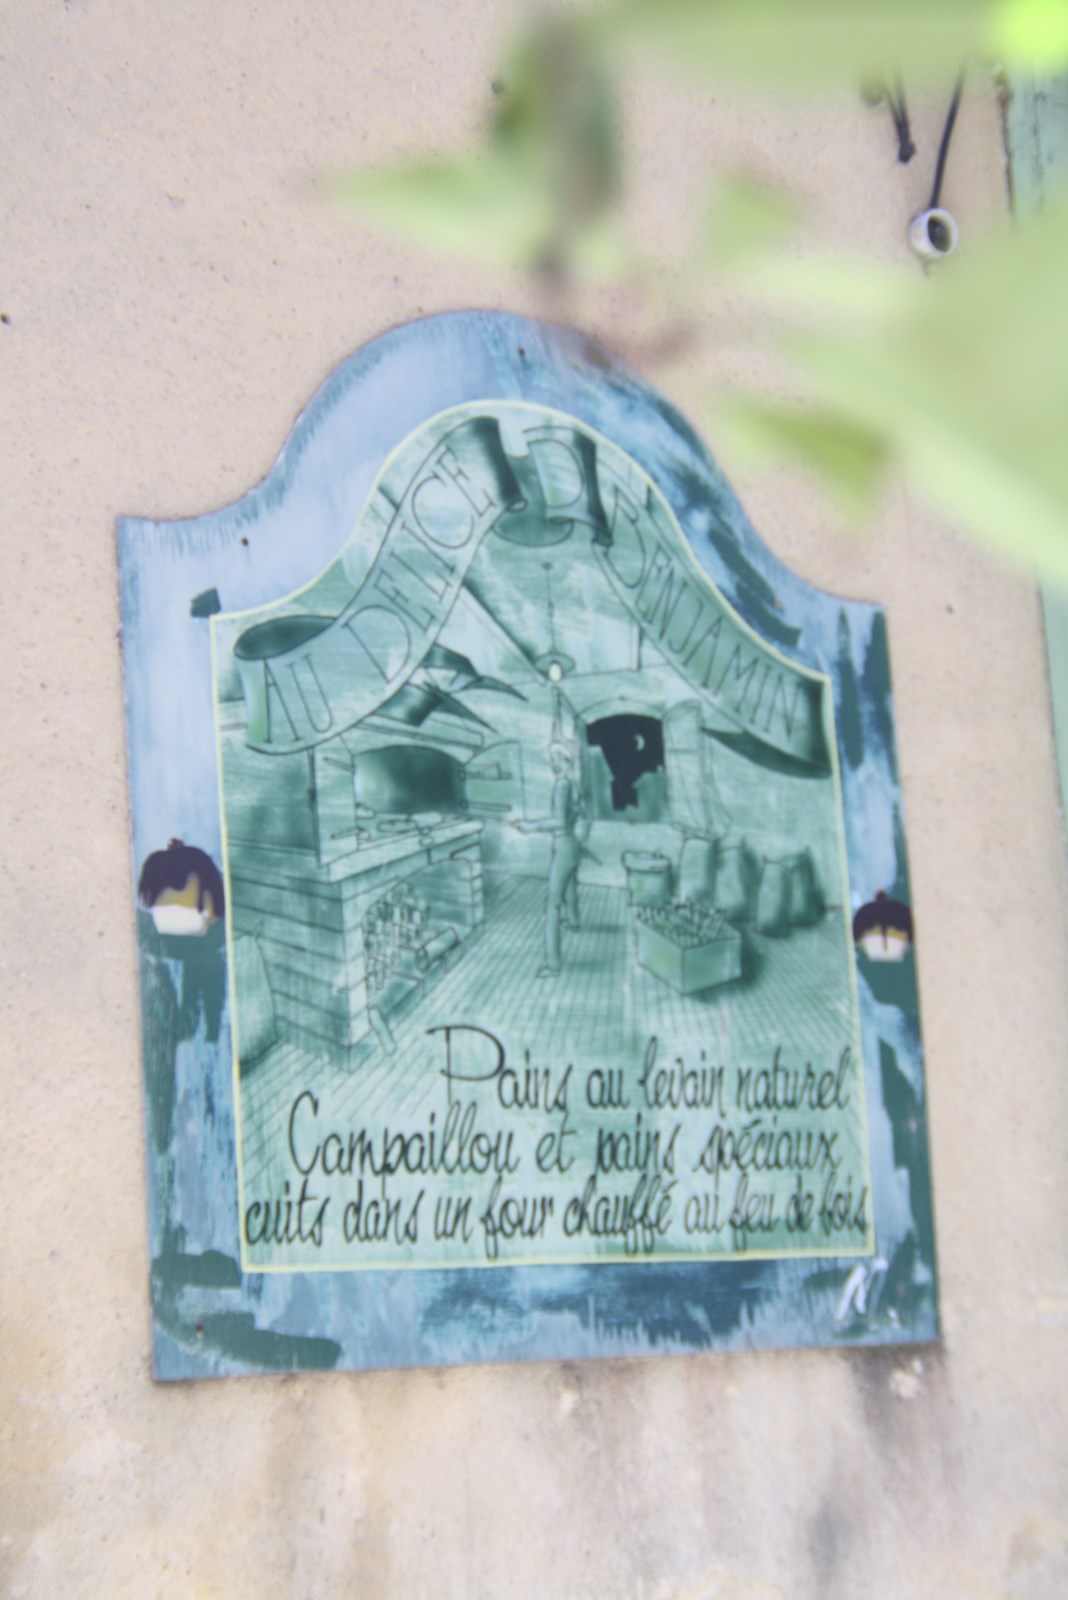 AU DELICE DE BENJAMIN
Pains au levain naturel
Campaillou et pains spéciaux
cuits dans un four chauffé au feu de bois